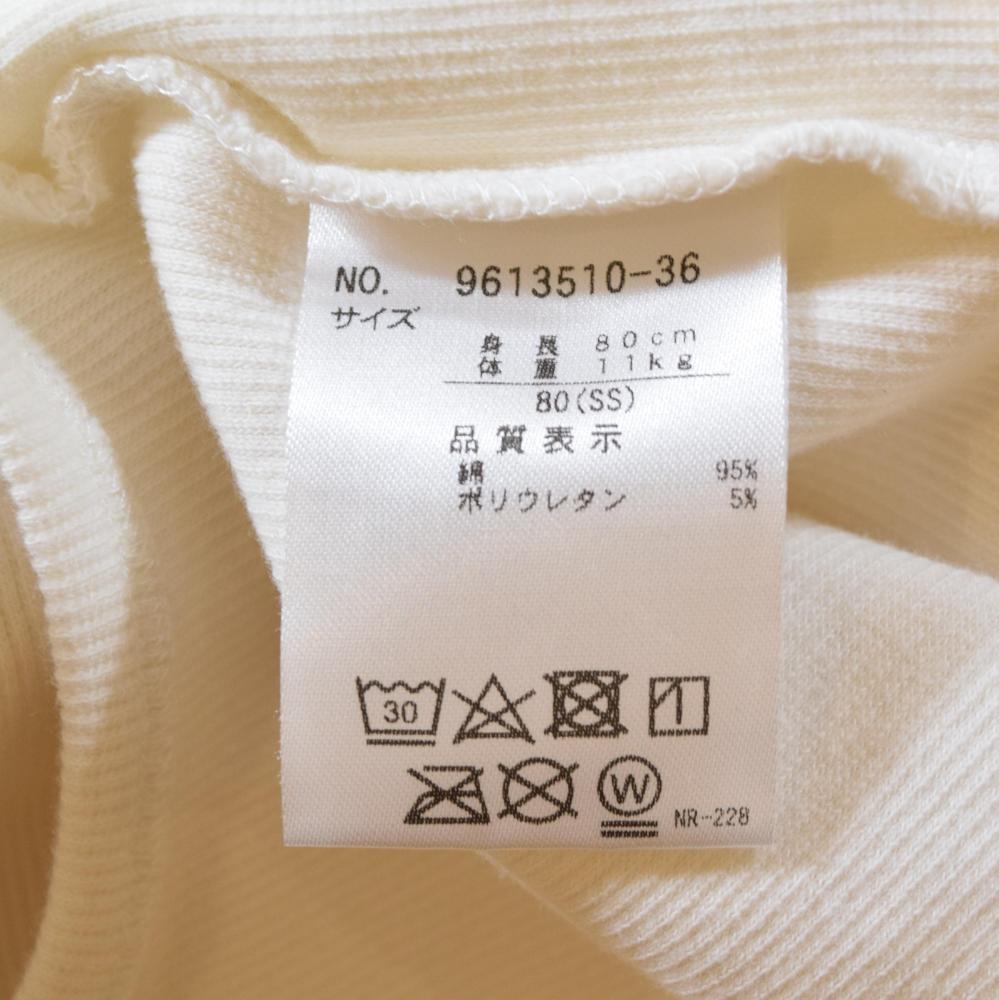 NO. 9613510-36
サイズ
身長 80cm
体重 11kg
80(SS)
品質表示
綿 95%
ポリウレタン 5%
30
W
NR-228